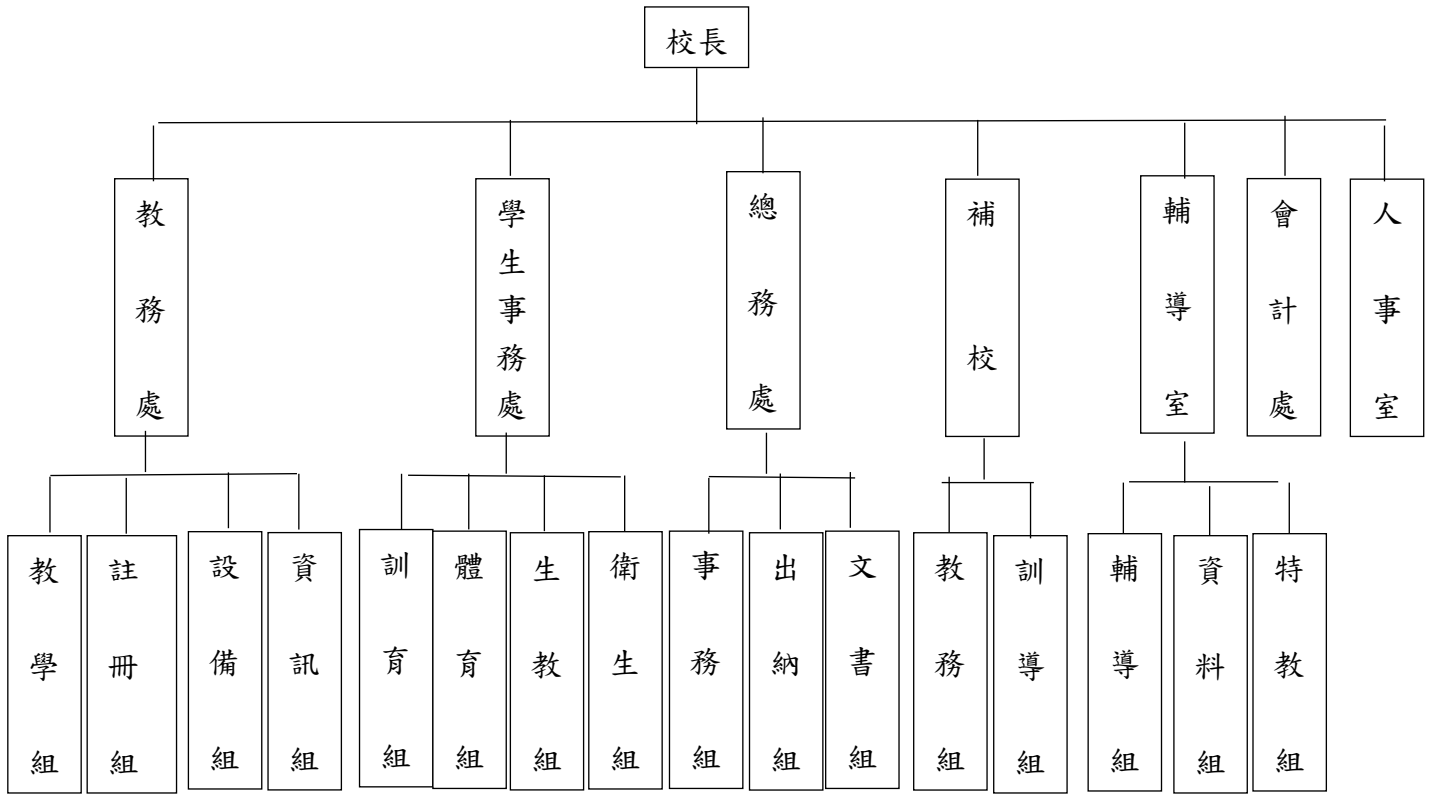 校長
教務處
學生事務處
總務處
補校
輔導室
會計處
人事室
教學組
註冊組
設備組
資訊組
訓育組
體育組
生教組
衛生組
事務組
出納組
文書組
教務組
訓導組
輔導組
資料組
特教組